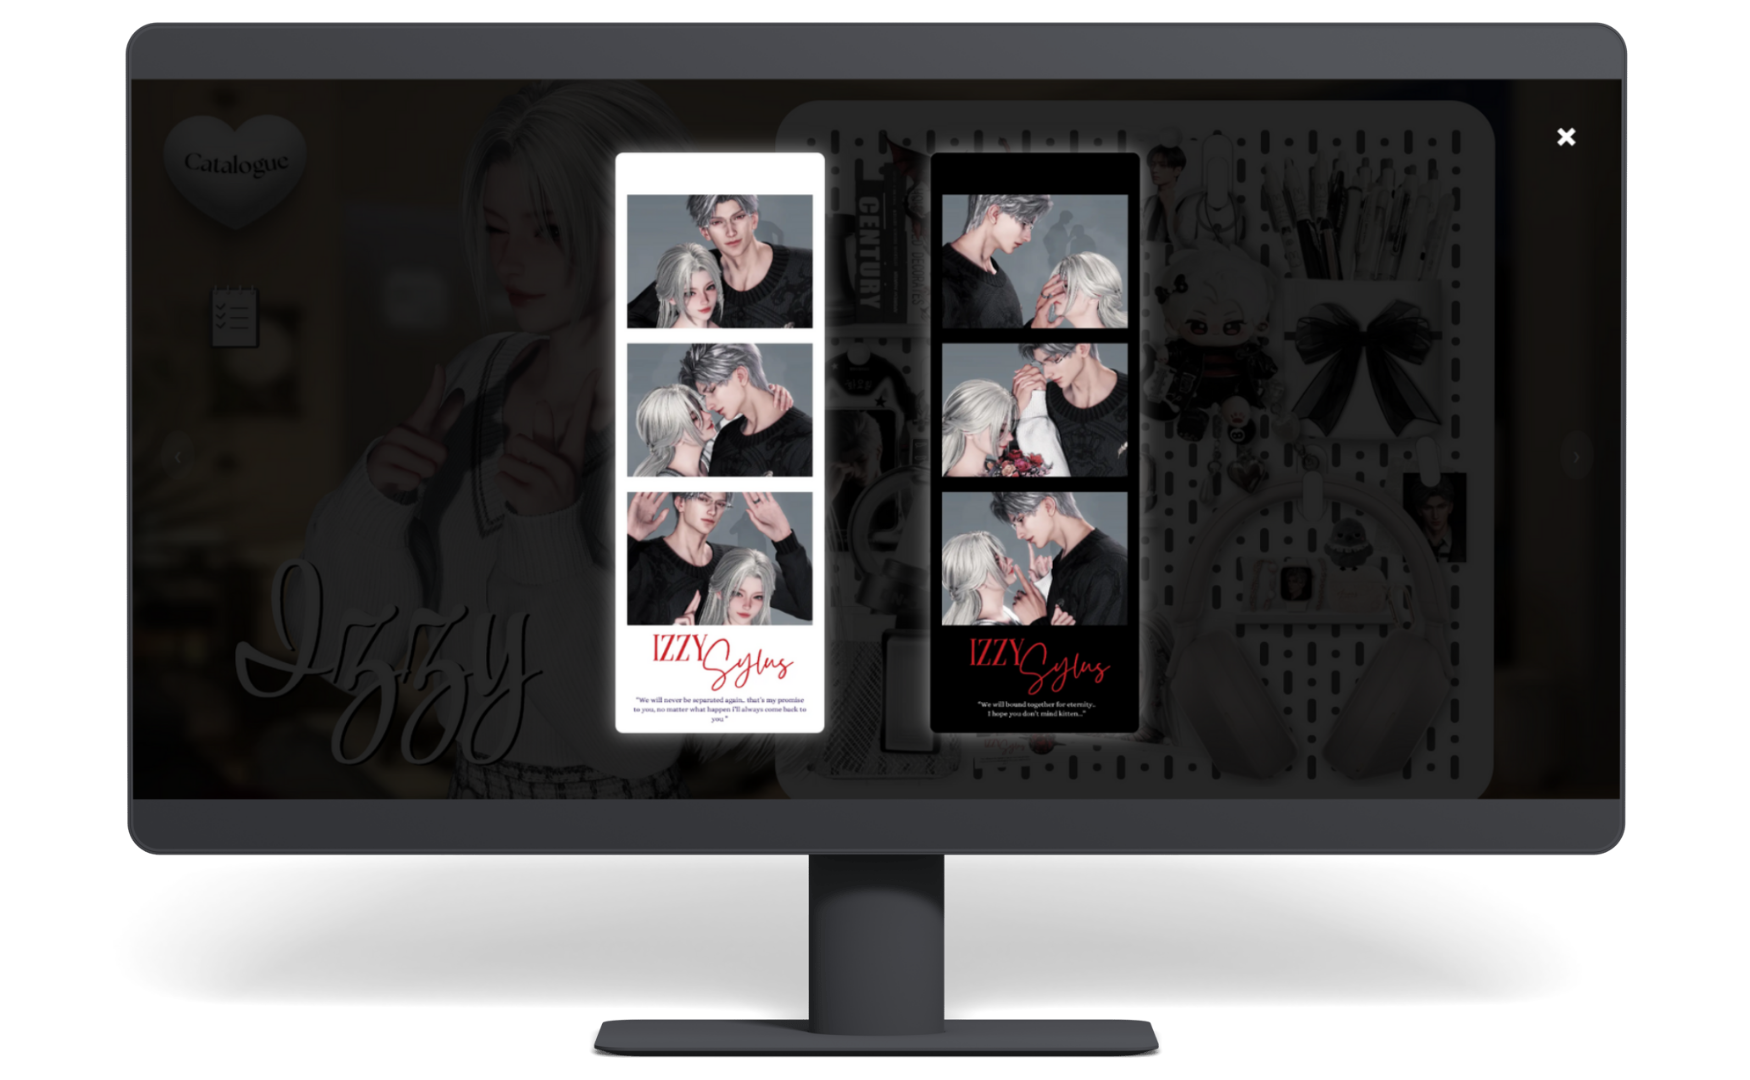 Catalogue
CENTURY
Izzy
IZZY
Sylus
"We will never be separated again.. that's my promise
to you, no matter what happen i'll always come back to
you."
IZZY
Sylus
"We will bound together for eternity..
I hope you don't mind kitten..."